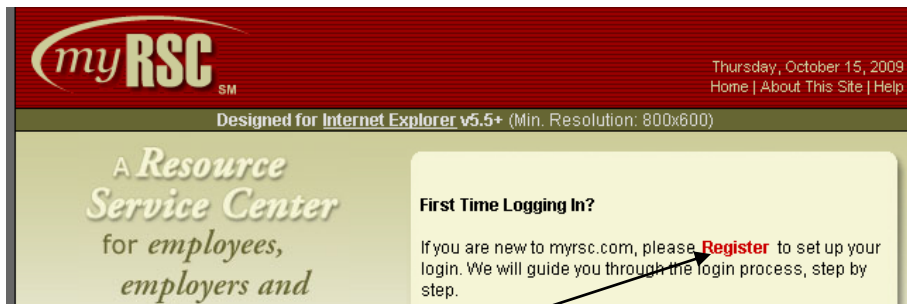 my RSC SM
Thursday, October 15, 2009
Home | About This Site | Help
Designed for Internet Explorer v5.5+ (Min. Resolution: 800x600)
A Resource
Service Center
for employees,
employers and
First Time Logging In?
If you are new to myrsc.com, please Register to set up your
login. We will guide you through the login process, step by
step.